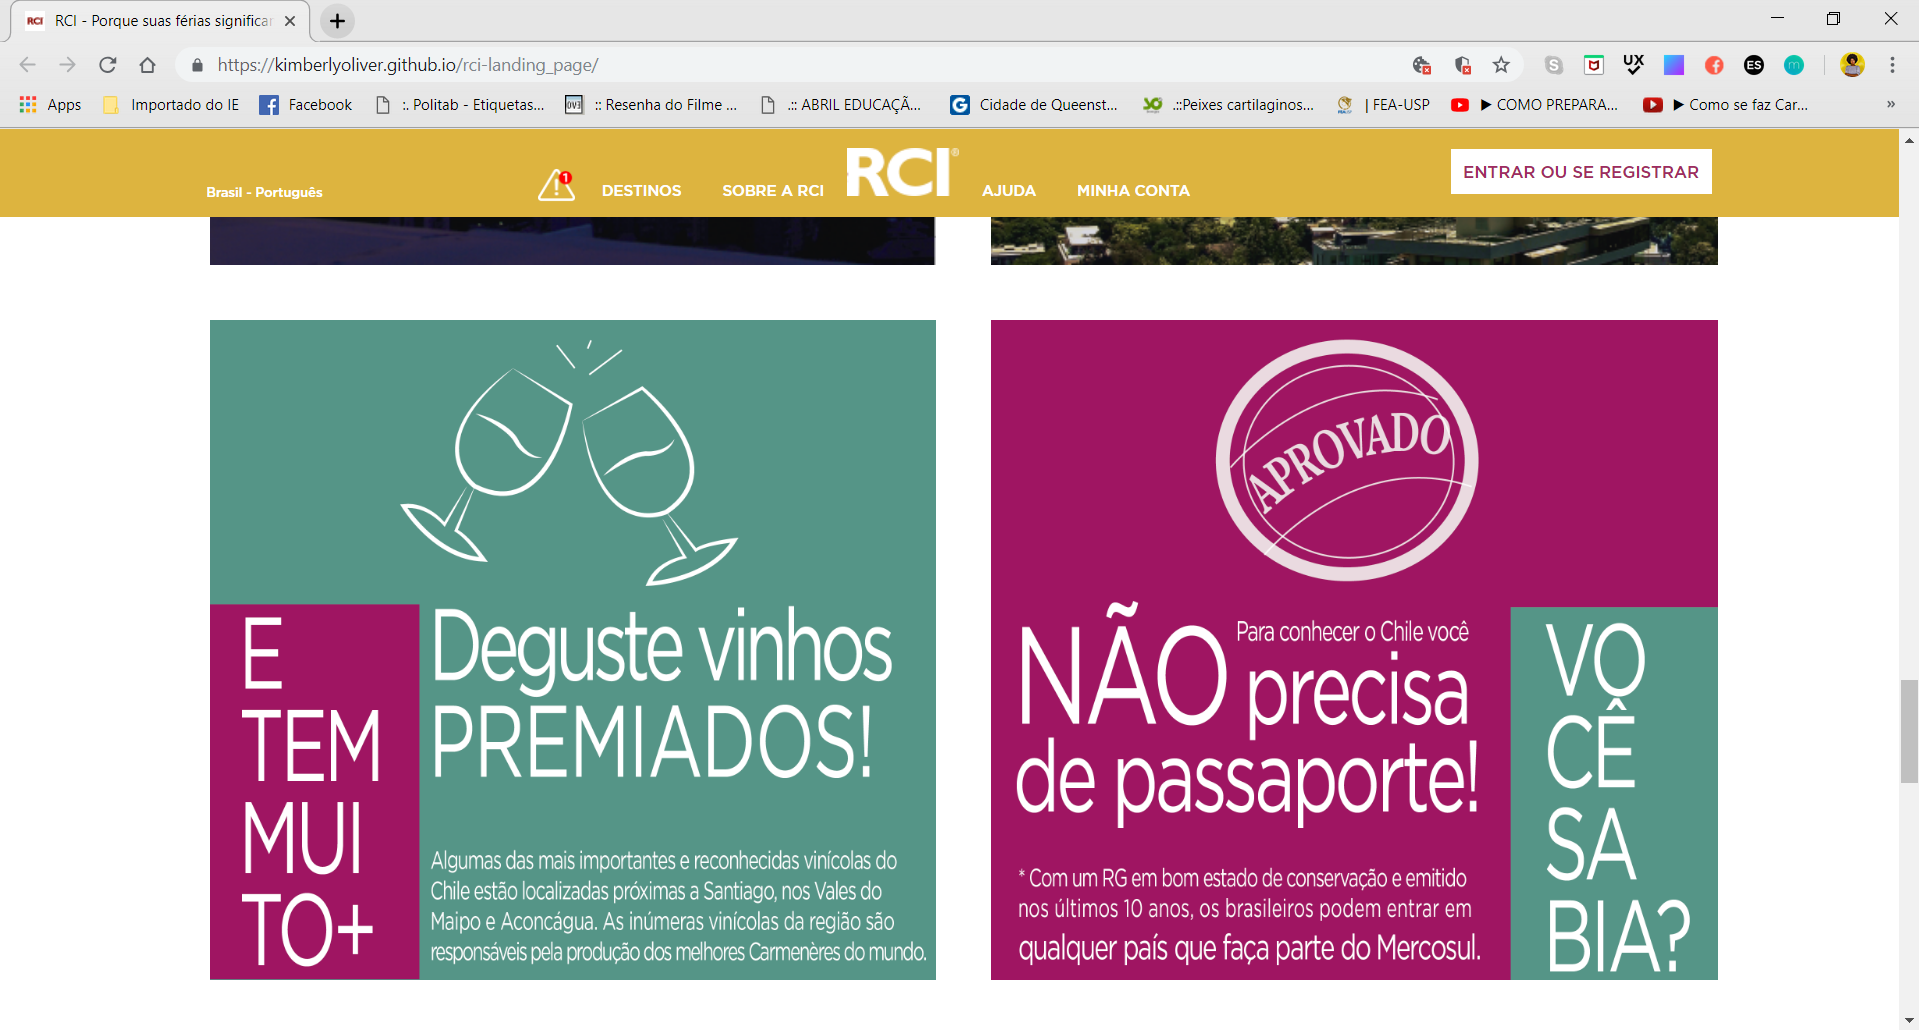 RCI
RCI - Porque suas férias significar
https://kimberlyoliver.github.io/rci-landing_page/
UX
ES
m
Apps
Importado do IE
Facebook
:. Politab - Etiquetas...
:: Resenha do Filme ...
.:: ABRIL EDUCAÇÃ...
Cidade de Queenst...
.::Peixes cartilaginos...
| FEA-USP
▶ COMO PREPARA...
▶ Como se faz Car...
»
Brasil - Português
1
DESTINOS
SOBRE A RCI
RCI®
AJUDA
MINHA CONTA
ENTRAR OU SE REGISTRAR
E
TEM
MUI
TO+
Deguste vinhos
PREMIADOS!
Algumas das mais importantes e reconhecidas vinícolas do
Chile estão localizadas próximas a Santiago, nos Vales do
Maipo e Aconcágua. As inúmeras vinícolas da região são
responsáveis pela produção dos melhores Carmenères do mundo.
APROVADO
Para conhecer o Chile você
NÃO precisa
de passaporte!
* Com um RG em bom estado de conservação e emitido
nos últimos 10 anos, os brasileiros podem entrar em
qualquer país que faça parte do Mercosul.
VO
CÊ
SA
BIA?